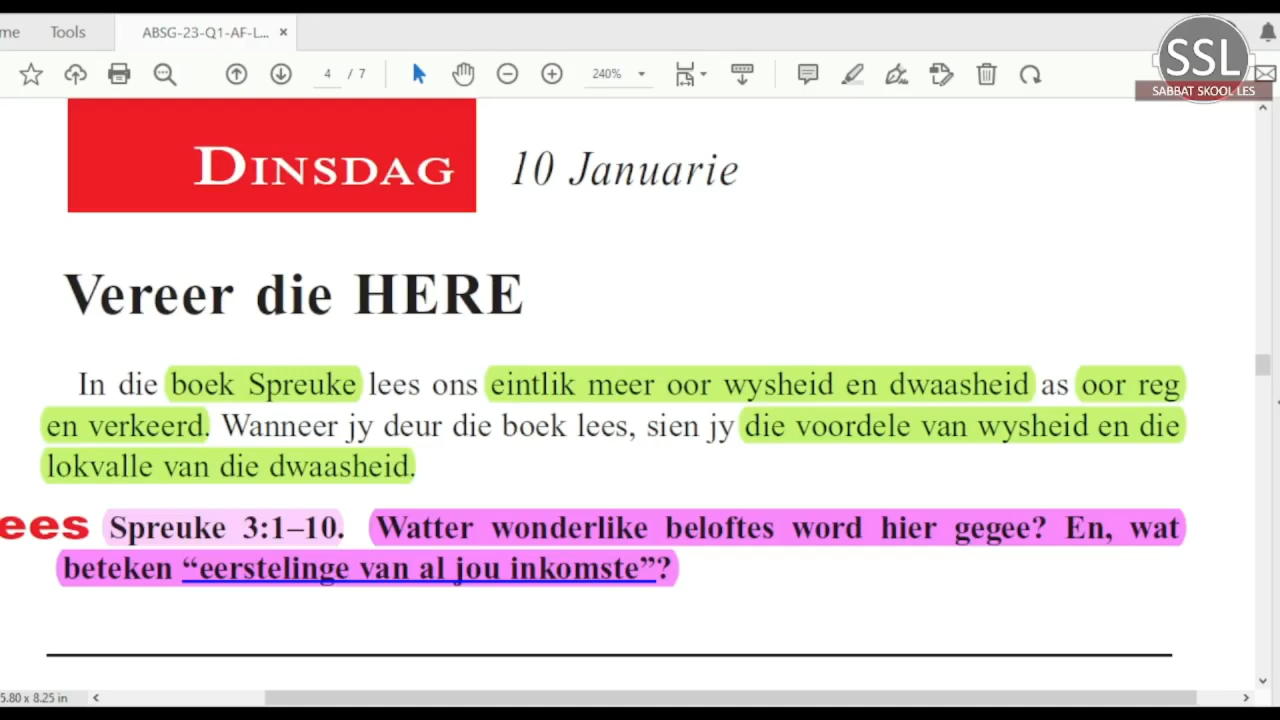 me Tools ABSG-23-Q1-AF-L... ×
4 / 7 240%
SSL
SABBAT SKOOL LES
DINSDAG 10 Januarie
Vereer die HERE
In die boek Spreuke lees ons eintlik meer oor wysheid en dwaasheid as oor reg
en verkeerd. Wanneer jy deur die boek lees, sien jy die voordele van wysheid en die
lokvalle van die dwaasheid.
ees Spreuke 3:1–10. Watter wonderlike beloftes word hier gegee? En, wat
beteken “eerstelinge van al jou inkomste”?
5.80 x 8.25 in